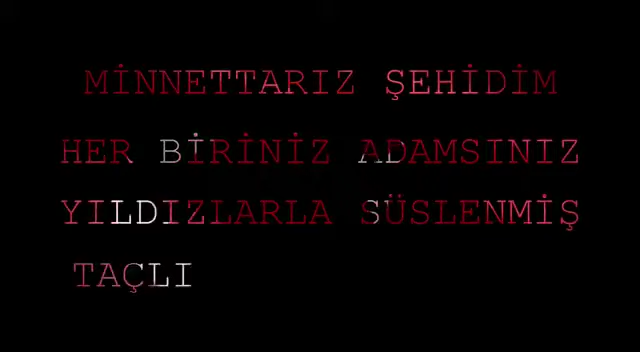 MİNNETTARIZ ŞEHİDİM
HER BİRİNİZ ADAMSINIZ
YILDIZLARLA SÜSLENMİŞ
TAÇLI